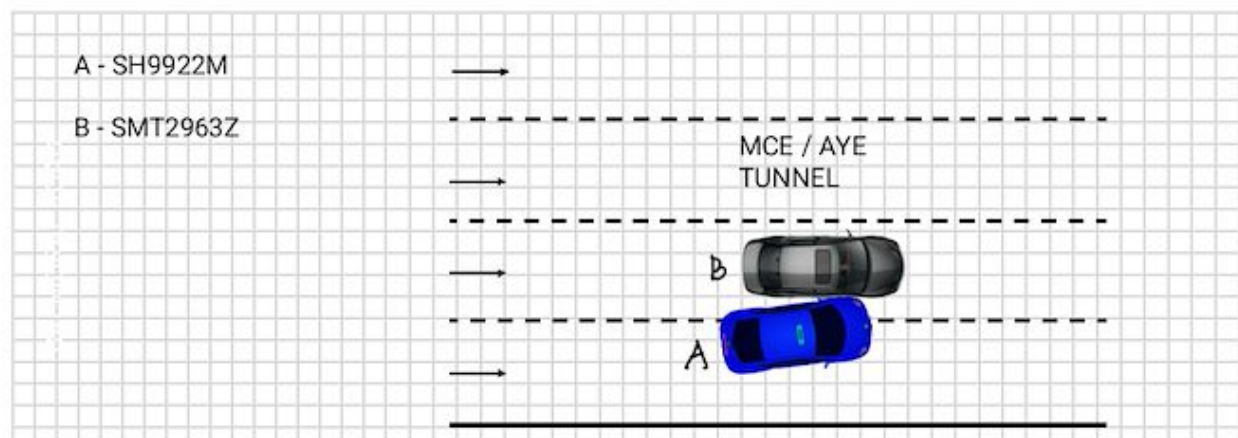 A - SH9922M
B - SMT2963Z
MCE / AYE
TUNNEL
B
A